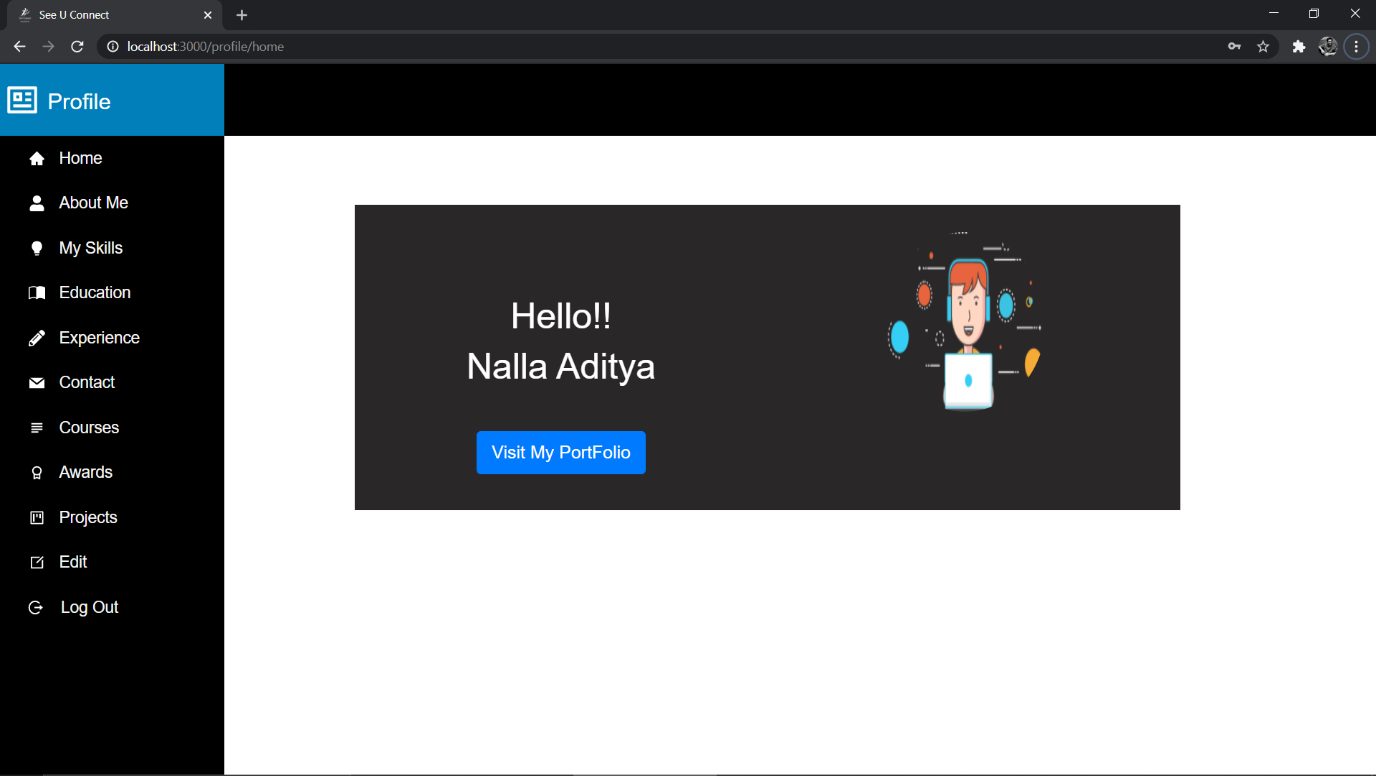 See U Connect
localhost:3000/profile/home
Profile
Home
About Me
My Skills
Education
Experience
Contact
Courses
Awards
Projects
Edit
Log Out
Hello!!
Nalla Aditya
Visit My PortFolio